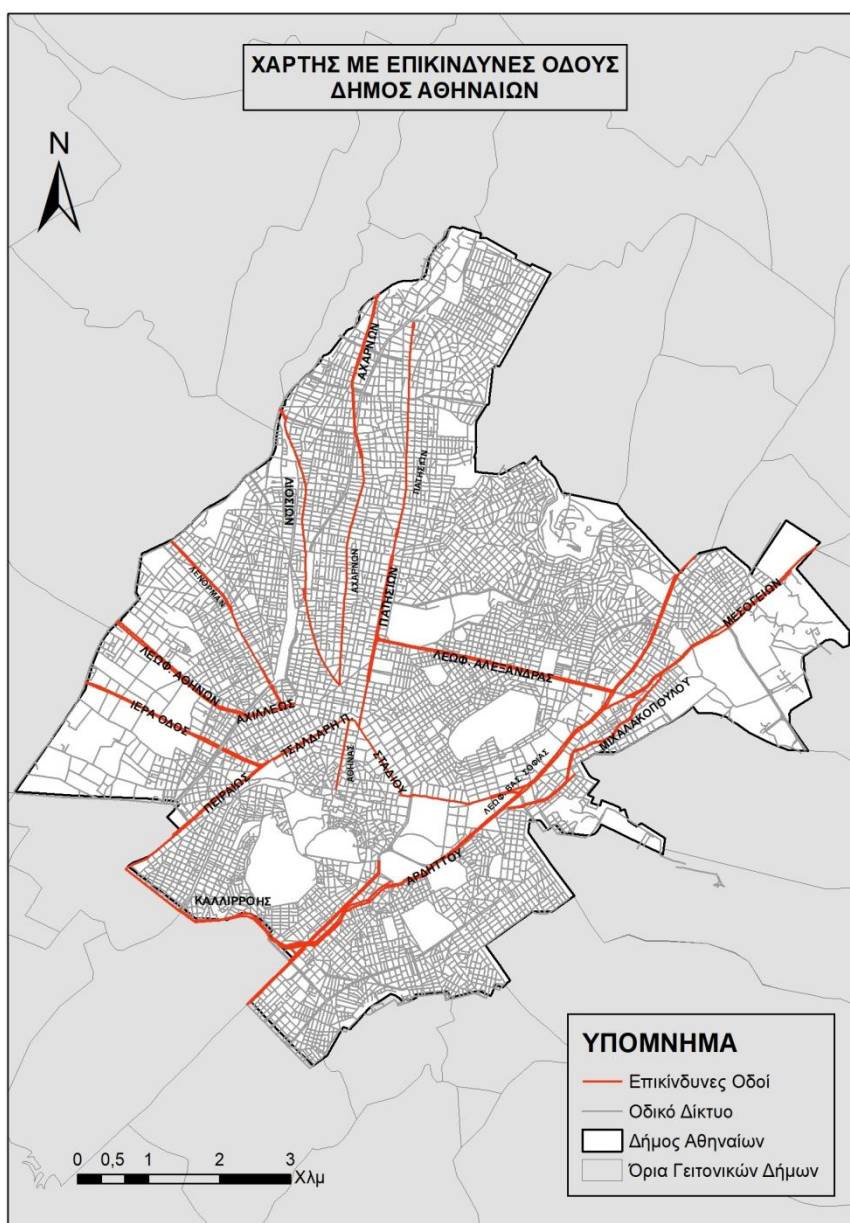 ΧΑΡΤΗΣ ΜΕ ΕΠΙΚΙΝΔΥΝΕΣ ΟΔΟΥΣ
ΔΗΜΟΣ ΑΘΗΝΑΙΩΝ
N
ΑΧΑΡΝΩΝ
ΠΑΤΗΣΙΩΝ
ΛΙΟΣΙΩΝ
ΑΧΑΡΝΩΝ
ΛΕΝΟΡΜΑΝ
ΠΑΤΗΣΙΩΝ
ΜΕΣΟΓΕΙΩΝ
ΛΕΩΦ. ΑΛΕΞΑΝΔΡΑΣ
ΛΕΩΦ. ΑΘΗΝΩΝ
ΑΧΙΛΛΕΩΣ
ΙΕΡΑ ΟΔΟΣ
ΤΣΑΛΔΑΡΗ Π.
ΜΙΧΑΛΑΚΟΠΟΥΛΟΥ
ΣΤΑΔΙΟΥ
ΑΘΗΝΑΣ
ΠΕΙΡΑΙΩΣ
ΛΕΩΦ. ΒΑΣ. ΣΟΦΙΑΣ
ΑΡΔΗΤΤΟΥ
ΚΑΛΛΙΡΡΟΗΣ
ΥΠΟΜΝΗΜΑ
Επικίνδυνες Οδοί
Οδικό Δίκτυο
Δήμος Αθηναίων
Όρια Γειτονικών Δήμων
0 0,5 1 2 3
Χλμ